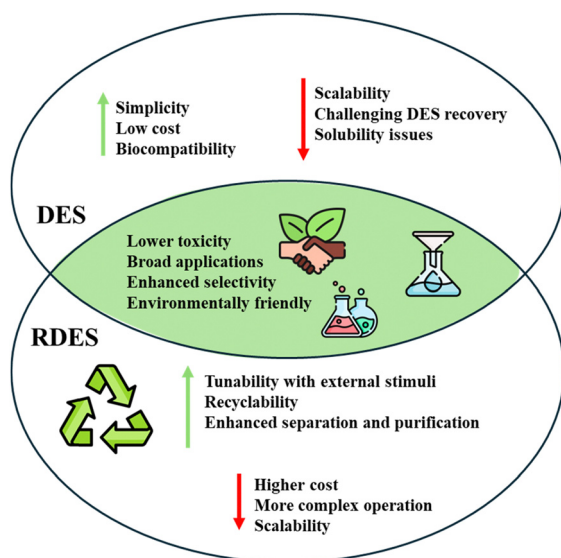 Simplicity
Low cost
Biocompatibility
Scalability
Challenging DES recovery
Solubility issues
DES
Lower toxicity
Broad applications
Enhanced selectivity
Environmentally friendly
RDES
Tunability with external stimuli
Recyclability
Enhanced separation and purification
Higher cost
More complex operation
Scalability